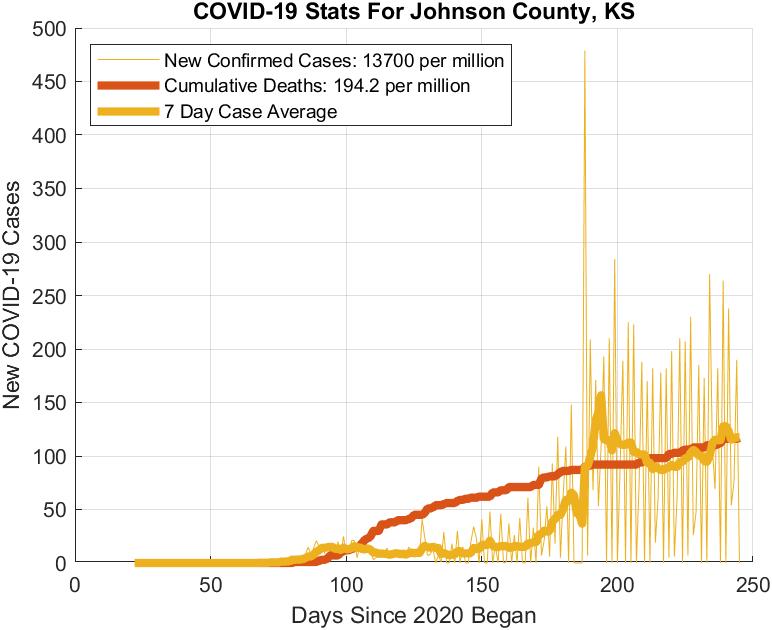 COVID-19 Stats For Johnson County, KS
500
450
400
350
300
250
200
150
100
50
0
New Confirmed Cases: 13700 per million
Cumulative Deaths: 194.2 per million
7 Day Case Average
New COVID-19 Cases
0 50 100 150 200 250
Days Since 2020 Began